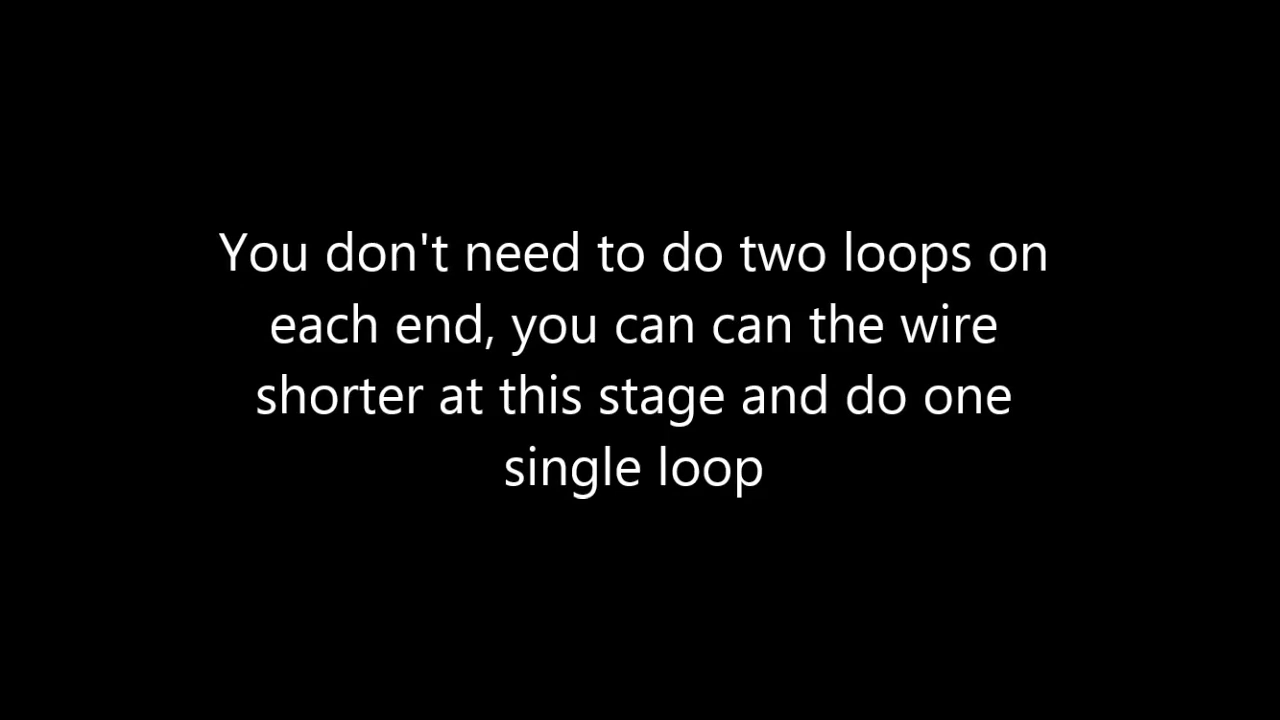 You don't need to do two loops on
each end, you can can the wire
shorter at this stage and do one
single loop